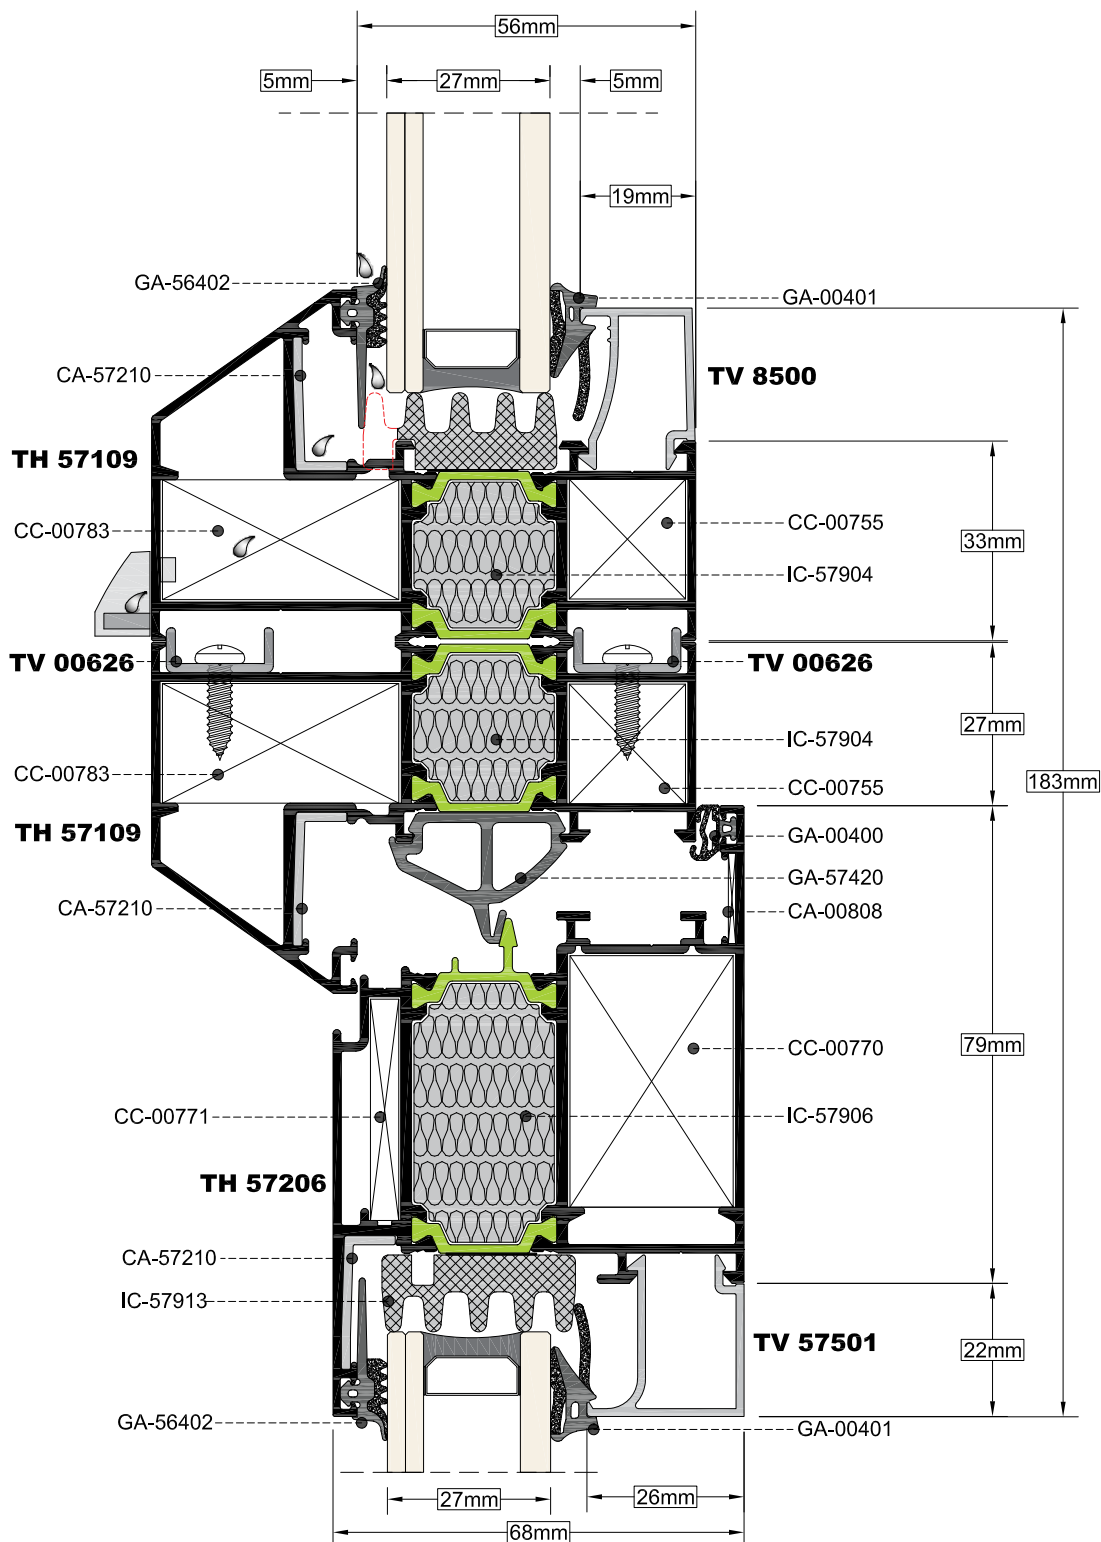 56mm
5mm
27mm
5mm
19mm
GA-56402
GA-00401
CA-57210
TV 8500
TH 57109
CC-00783
CC-00755
33mm
IC-57904
TV 00626
TV 00626
27mm
IC-57904
CC-00783
CC-00755
183mm
TH 57109
GA-00400
GA-57420
CA-57210
CA-00808
79mm
CC-00770
CC-00771
IC-57906
TH 57206
CA-57210
IC-57913
TV 57501
22mm
GA-56402
GA-00401
27mm
26mm
68mm